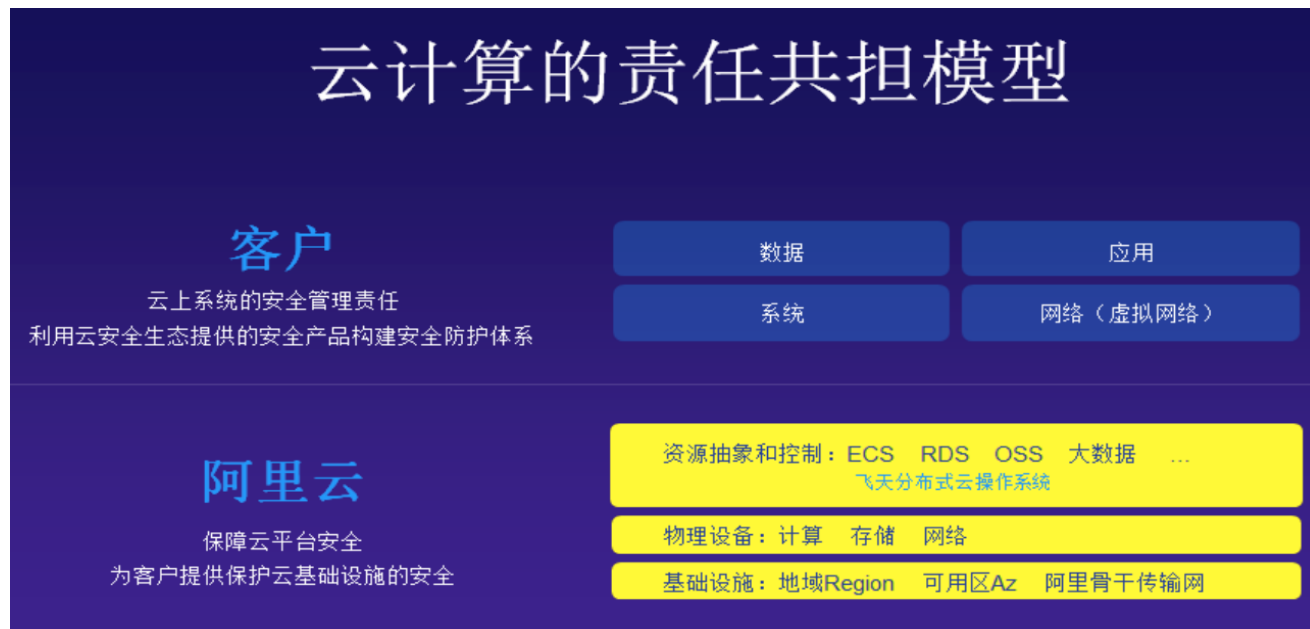 云计算的责任共担模型
客户
云上系统的安全管理责任
利用云安全生态提供的安全产品构建安全防护体系
数据
应用
系统
网络（虚拟网络）
阿里云
保障云平台安全
为客户提供保护云基础设施的安全
资源抽象和控制：ECS RDS OSS 大数据 …
飞天分布式云操作系统
物理设备：计算 存储 网络
基础设施：地域Region 可用区Az 阿里骨干传输网